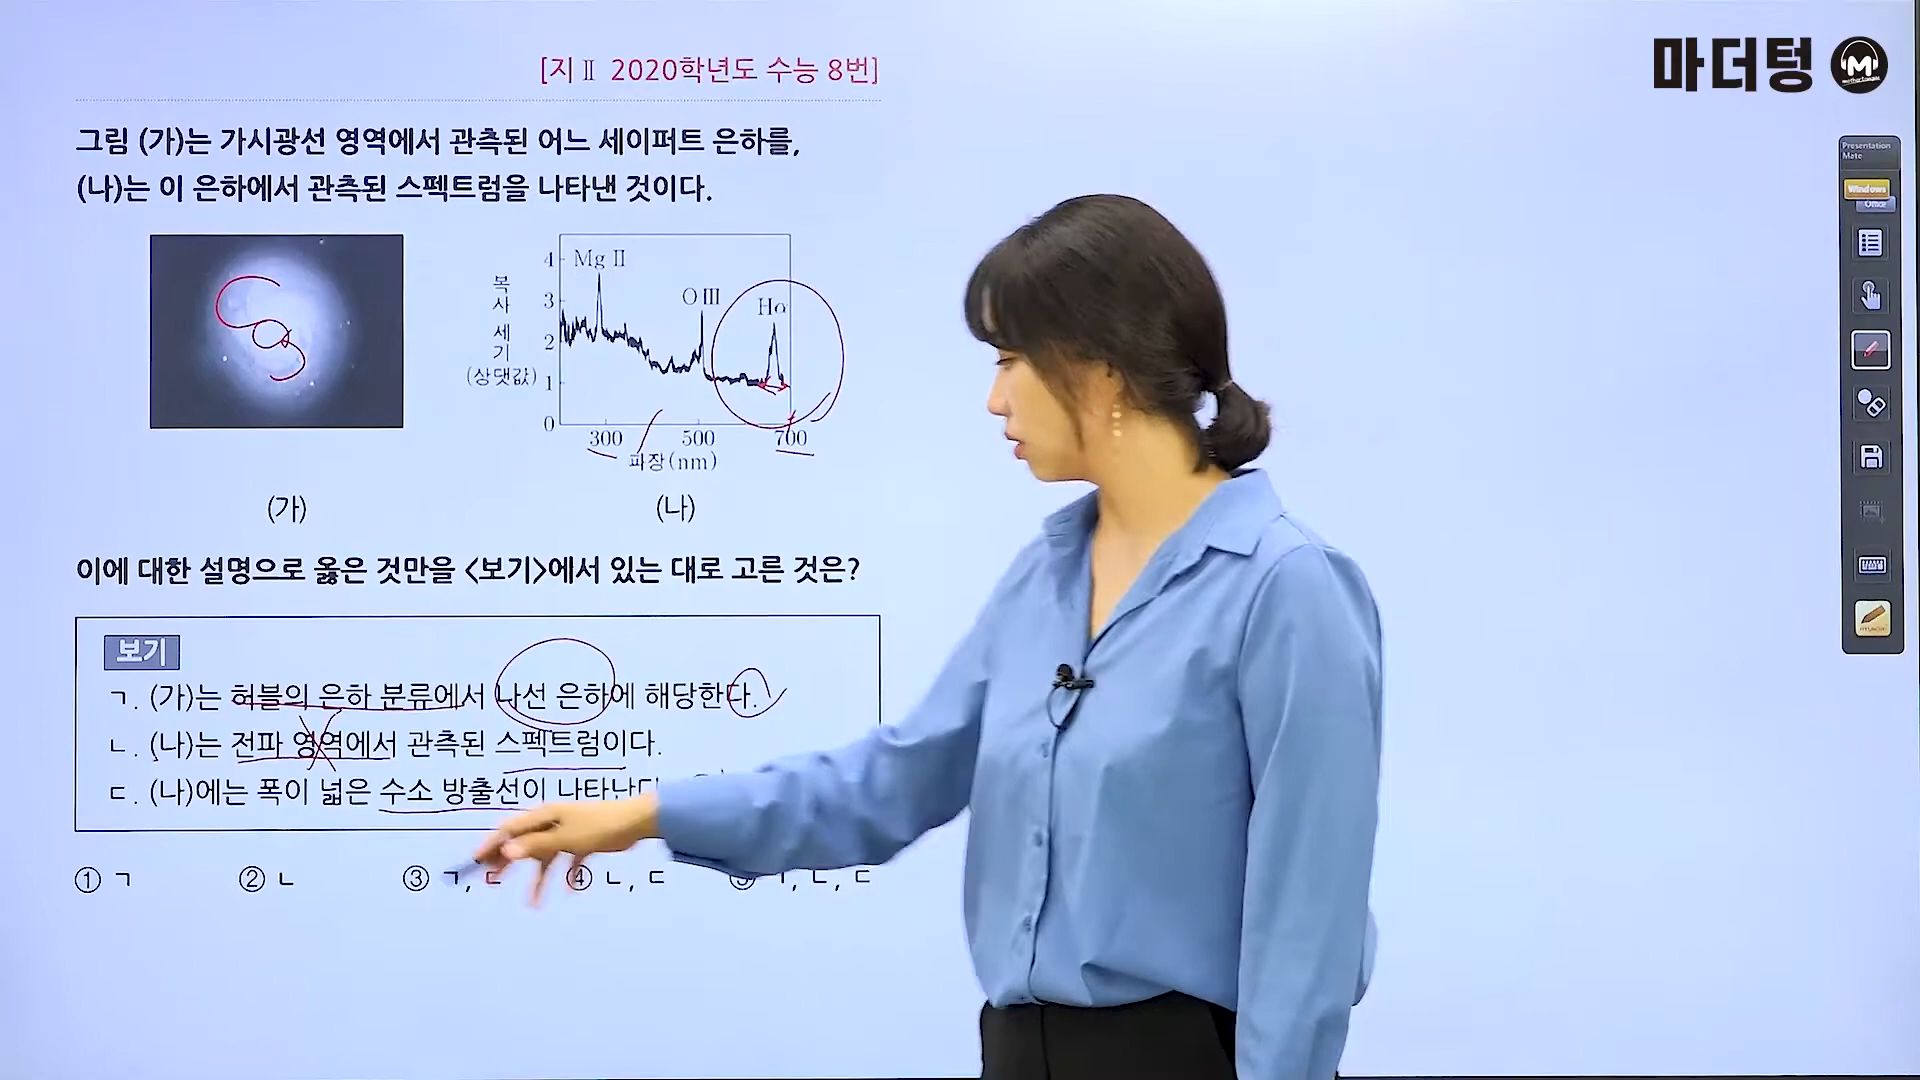 마더텅
M
[지Ⅱ 2020학년도 수능 8번]
그림 (가)는 가시광선 영역에서 관측된 어느 세이퍼트 은하를,
(나)는 이 은하에서 관측된 스펙트럼을 나타낸 것이다.
복사 세기
(상댓값)
4
3
2
1
0
Mg Ⅱ
O Ⅲ
Hα
300
500
700
파장(nm)
(가)
(나)
이에 대한 설명으로 옳은 것만을 <보기>에서 있는 대로 고른 것은?
보기
ㄱ. (가)는 허블의 은하 분류에서 나선 은하에 해당한다.
ㄴ. (나)는 전파 영역에서 관측된 스펙트럼이다.
ㄷ. (나)에는 폭이 넓은 수소 방출선이
① ㄱ ② ㄴ ③ ㄱ, ㄷ ④ ㄴ, ㄷ ⑤ ㄱ, ㄴ, ㄷ
Presentation
Mate
Windows
Office